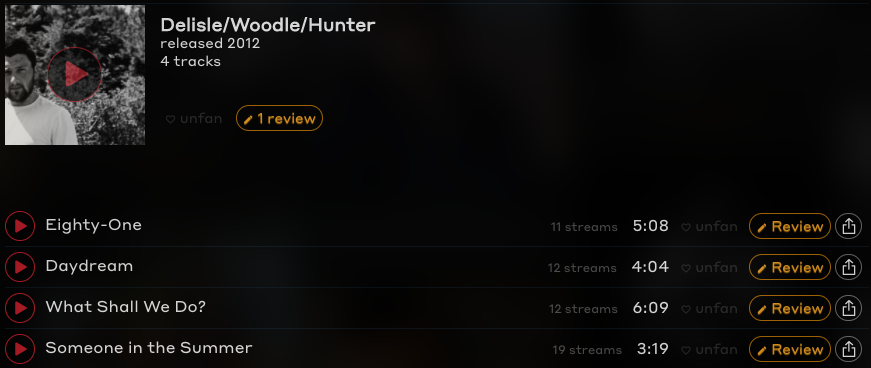 Delisle/Woodle/Hunter
released 2012
4 tracks
unfan 1 review
Eighty-One 11 streams 5:08 unfan Review
Daydream 12 streams 4:04 unfan Review
What Shall We Do? 12 streams 6:09 unfan Review
Someone in the Summer 19 streams 3:19 unfan Review